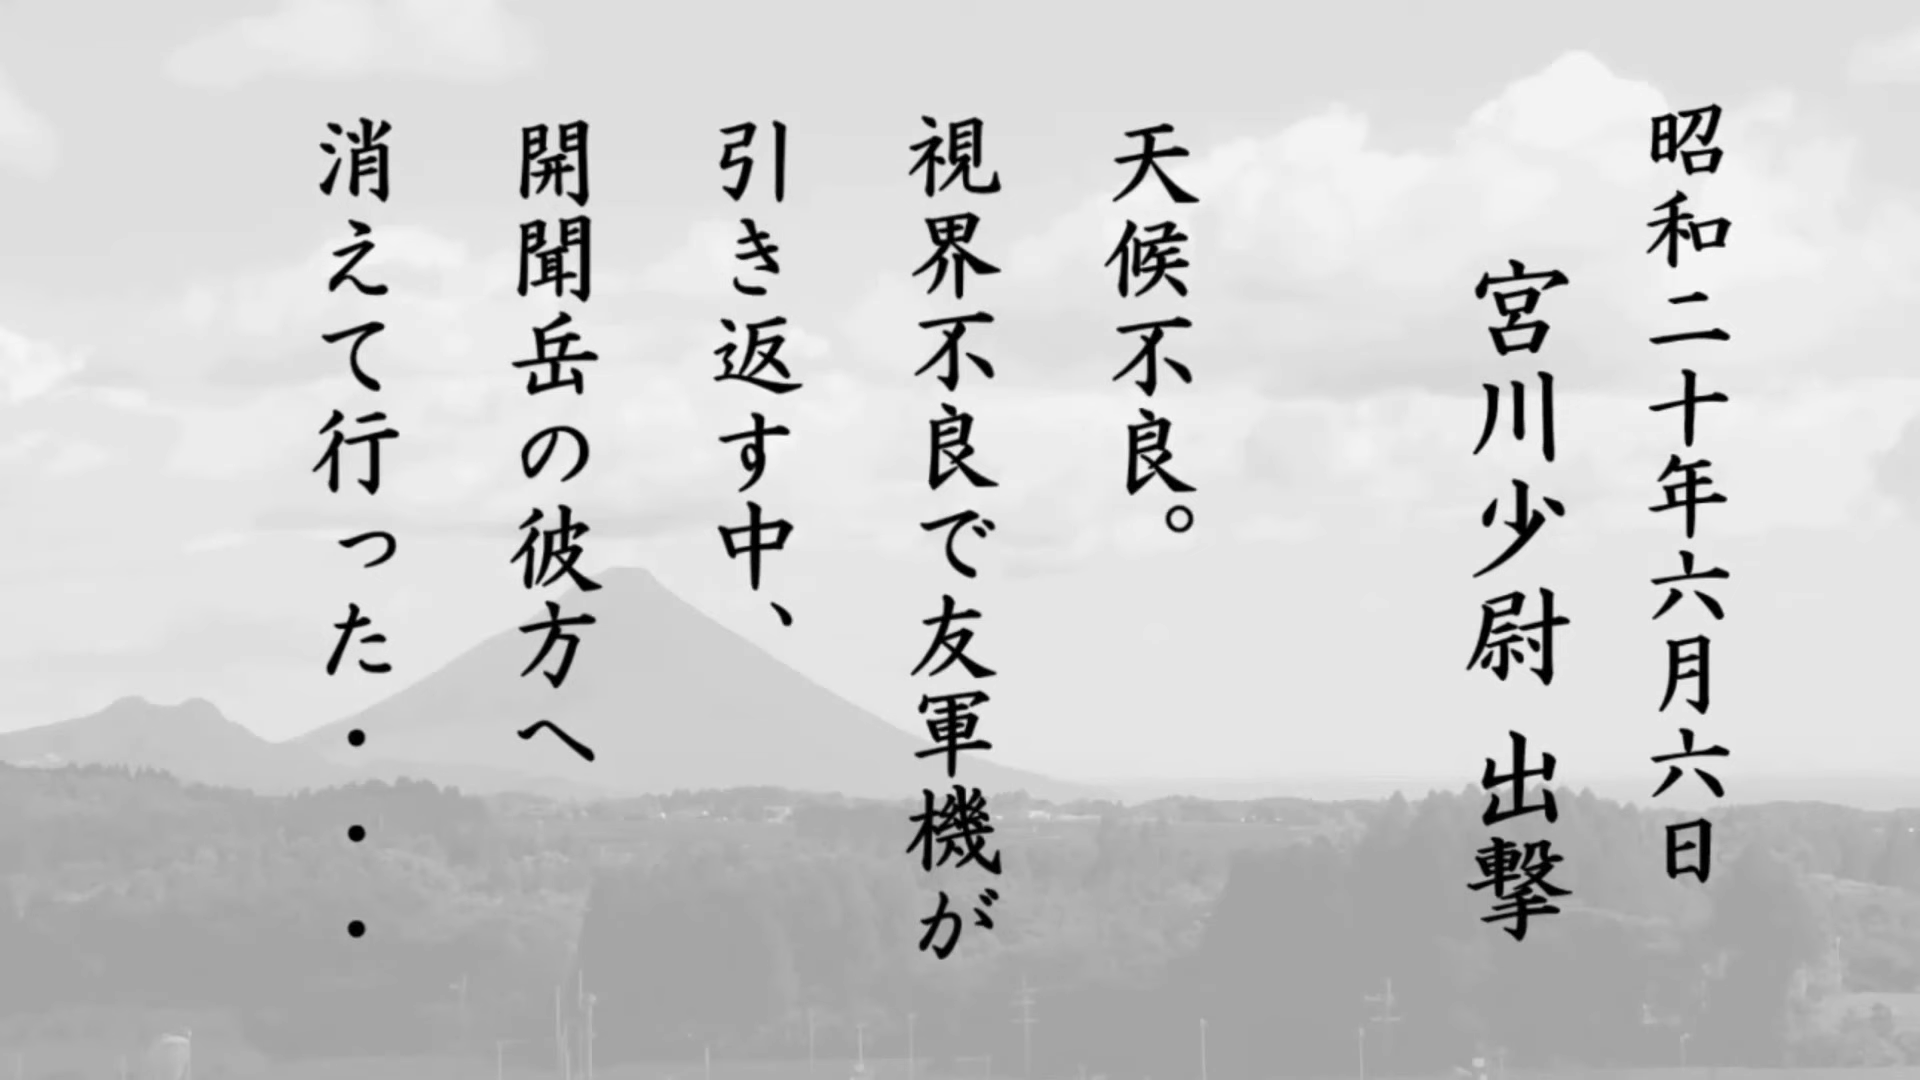 昭和二十年六月六日
宮川少尉 出撃
天候不良。
視界不良で友軍機が
引き返す中、
開聞岳の彼方へ
消えて行った・・・